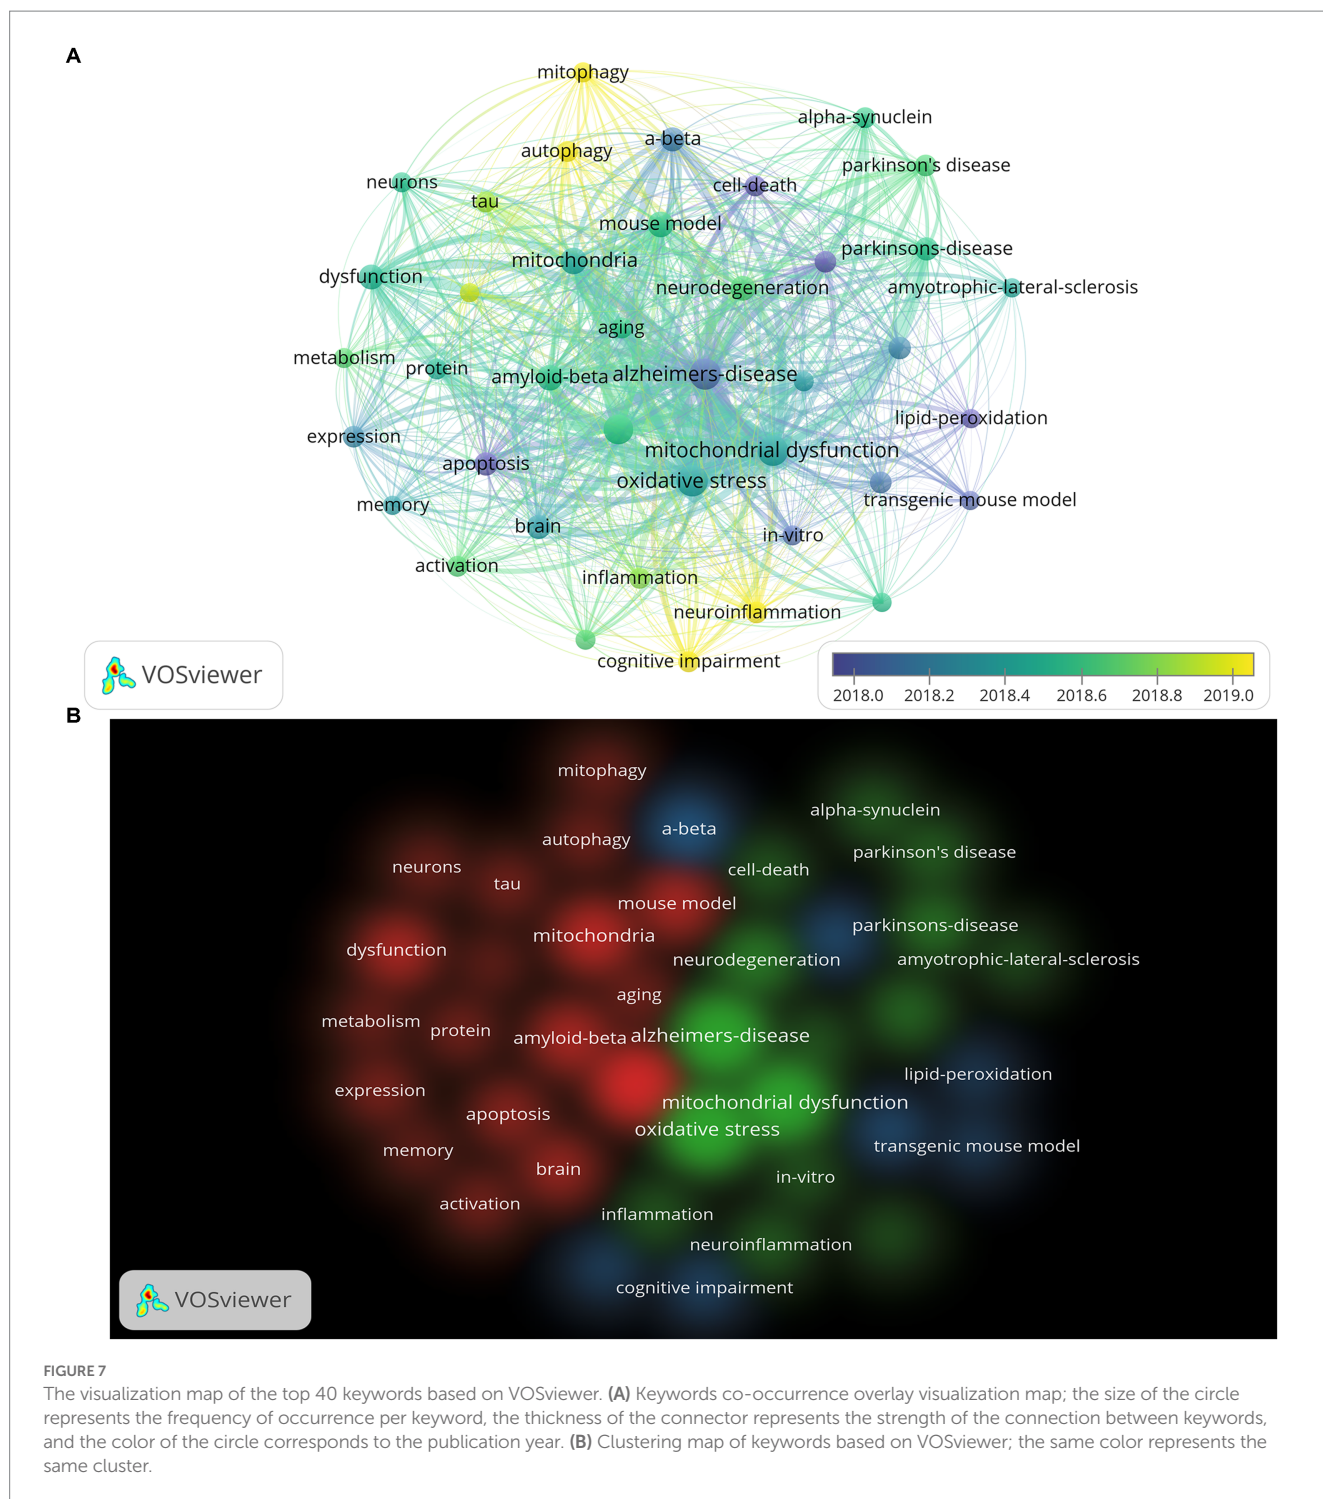 A
mitophagy
alpha-synuclein
a-beta
autophagy
parkinson's disease
neurons
cell-death
tau
mouse model
parkinsons-disease
mitochondria
dysfunction
neurodegeneration
amyotrophic-lateral-sclerosis
aging
metabolism
protein
amyloid-beta
alzheimers-disease
lipid-peroxidation
expression
mitochondrial dysfunction
apoptosis
oxidative stress
transgenic mouse model
memory
brain
in-vitro
activation
inflammation
neuroinflammation
cognitive impairment
VOSviewer
2018.0 2018.2 2018.4 2018.6 2018.8 2019.0
B
mitophagy
alpha-synuclein
a-beta
autophagy
parkinson's disease
neurons
cell-death
tau
mouse model
parkinsons-disease
mitochondria
dysfunction
neurodegeneration
amyotrophic-lateral-sclerosis
aging
metabolism
protein
amyloid-beta
alzheimers-disease
lipid-peroxidation
expression
mitochondrial dysfunction
apoptosis
oxidative stress
transgenic mouse model
memory
brain
in-vitro
activation
inflammation
neuroinflammation
cognitive impairment
VOSviewer
FIGURE 7
The visualization map of the top 40 keywords based on VOSviewer. (A) Keywords co-occurrence overlay visualization map; the size of the circle
represents the frequency of occurrence per keyword, the thickness of the connector represents the strength of the connection between keywords,
and the color of the circle corresponds to the publication year. (B) Clustering map of keywords based on VOSviewer; the same color represents the
same cluster.